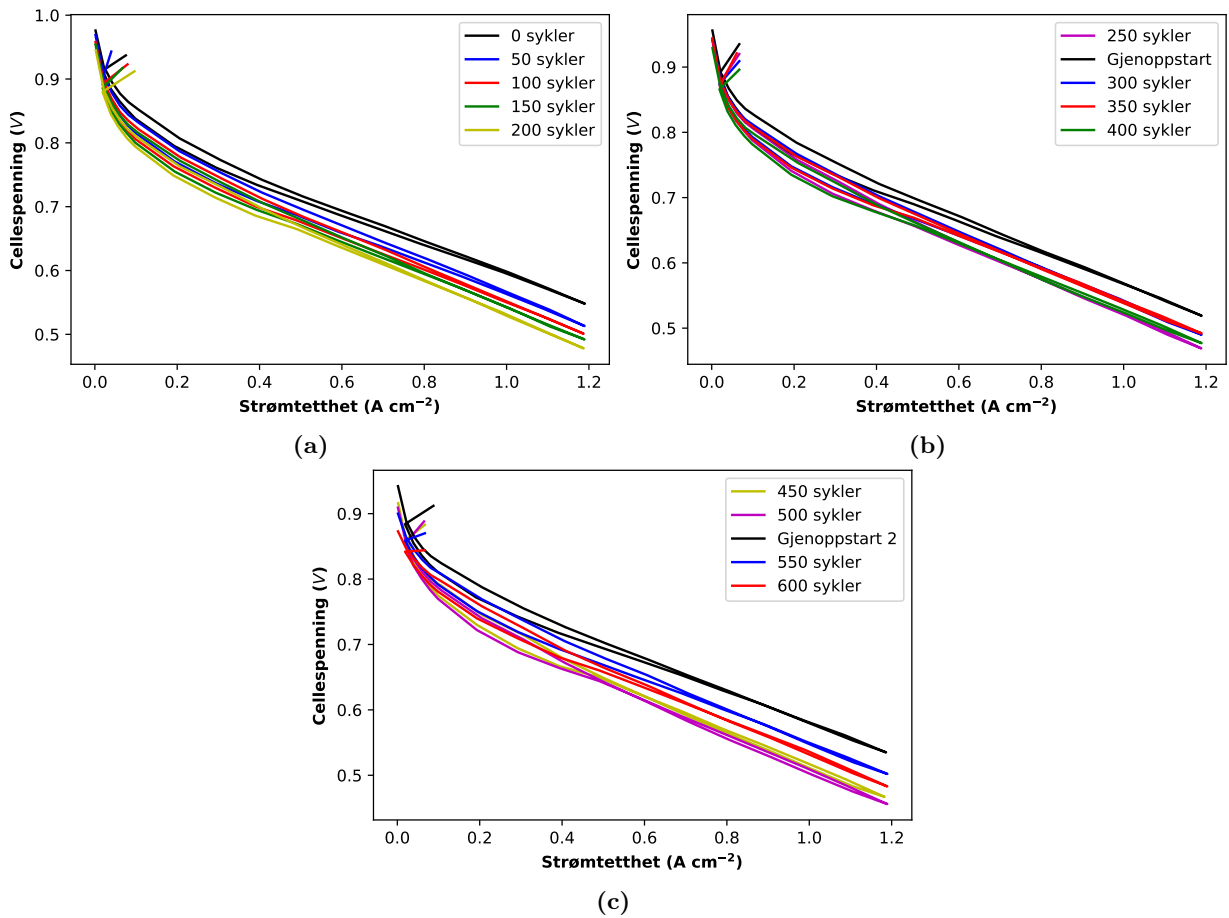 1.0
0.9
0.8
0.7
0.6
0.5
Cellespenning (V)
0.0 0.2 0.4 0.6 0.8 1.0 1.2
Strømtetthet (A cm⁻²)
0 sykler
50 sykler
100 sykler
150 sykler
200 sykler
(a)
0.9
0.8
0.7
0.6
0.5
Cellespenning (V)
0.0 0.2 0.4 0.6 0.8 1.0 1.2
Strømtetthet (A cm⁻²)
250 sykler
Gjenoppstart
300 sykler
350 sykler
400 sykler
(b)
0.9
0.8
0.7
0.6
0.5
Cellespenning (V)
0.0 0.2 0.4 0.6 0.8 1.0 1.2
Strømtetthet (A cm⁻²)
450 sykler
500 sykler
Gjenoppstart 2
550 sykler
600 sykler
(c)